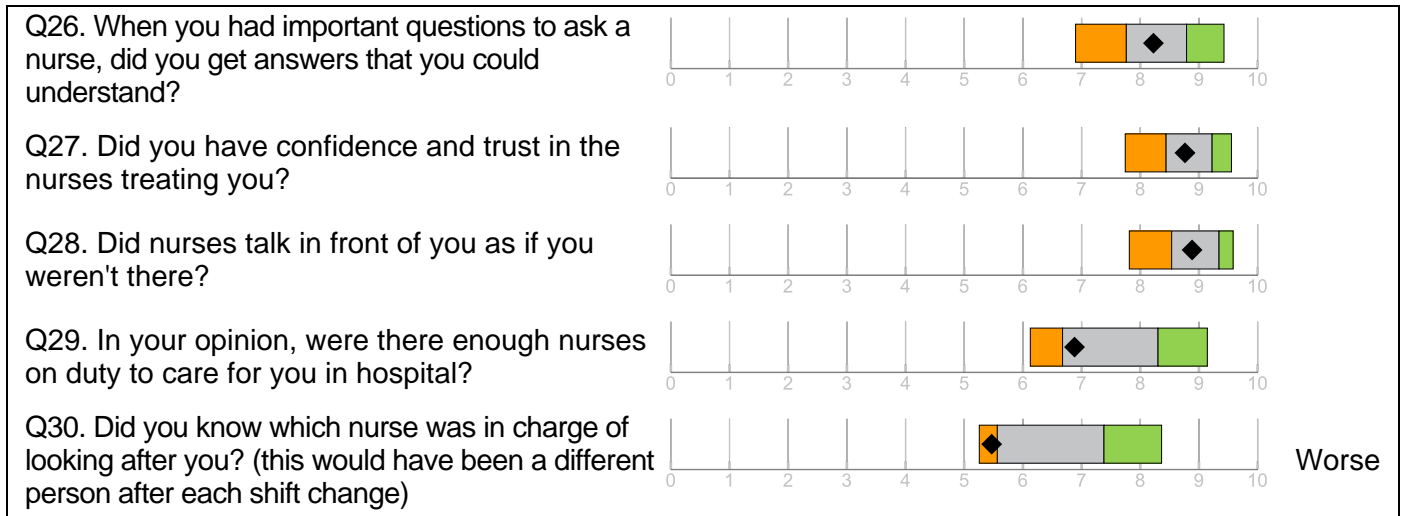 Q26. When you had important questions to ask a
nurse, did you get answers that you could
understand?
0 1 2 3 4 5 6 7 8 9 10
Q27. Did you have confidence and trust in the
nurses treating you?
0 1 2 3 4 5 6 7 8 9 10
Q28. Did nurses talk in front of you as if you
weren't there?
0 1 2 3 4 5 6 7 8 9 10
Q29. In your opinion, were there enough nurses
on duty to care for you in hospital?
0 1 2 3 4 5 6 7 8 9 10
Q30. Did you know which nurse was in charge of
looking after you? (this would have been a different
person after each shift change)
0 1 2 3 4 5 6 7 8 9 10
Worse